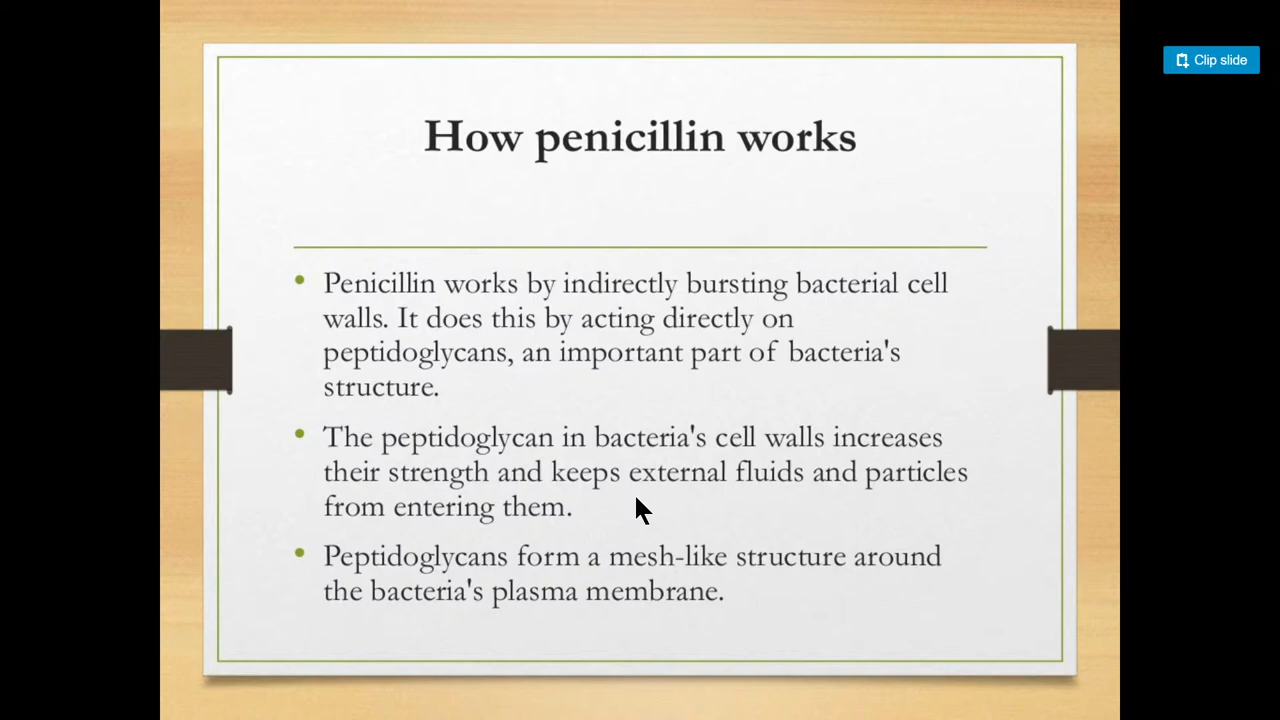 Clip slide
How penicillin works
• Penicillin works by indirectly bursting bacterial cell
walls. It does this by acting directly on
peptidoglycans, an important part of bacteria's
structure.
• The peptidoglycan in bacteria's cell walls increases
their strength and keeps external fluids and particles
from entering them.
• Peptidoglycans form a mesh-like structure around
the bacteria's plasma membrane.